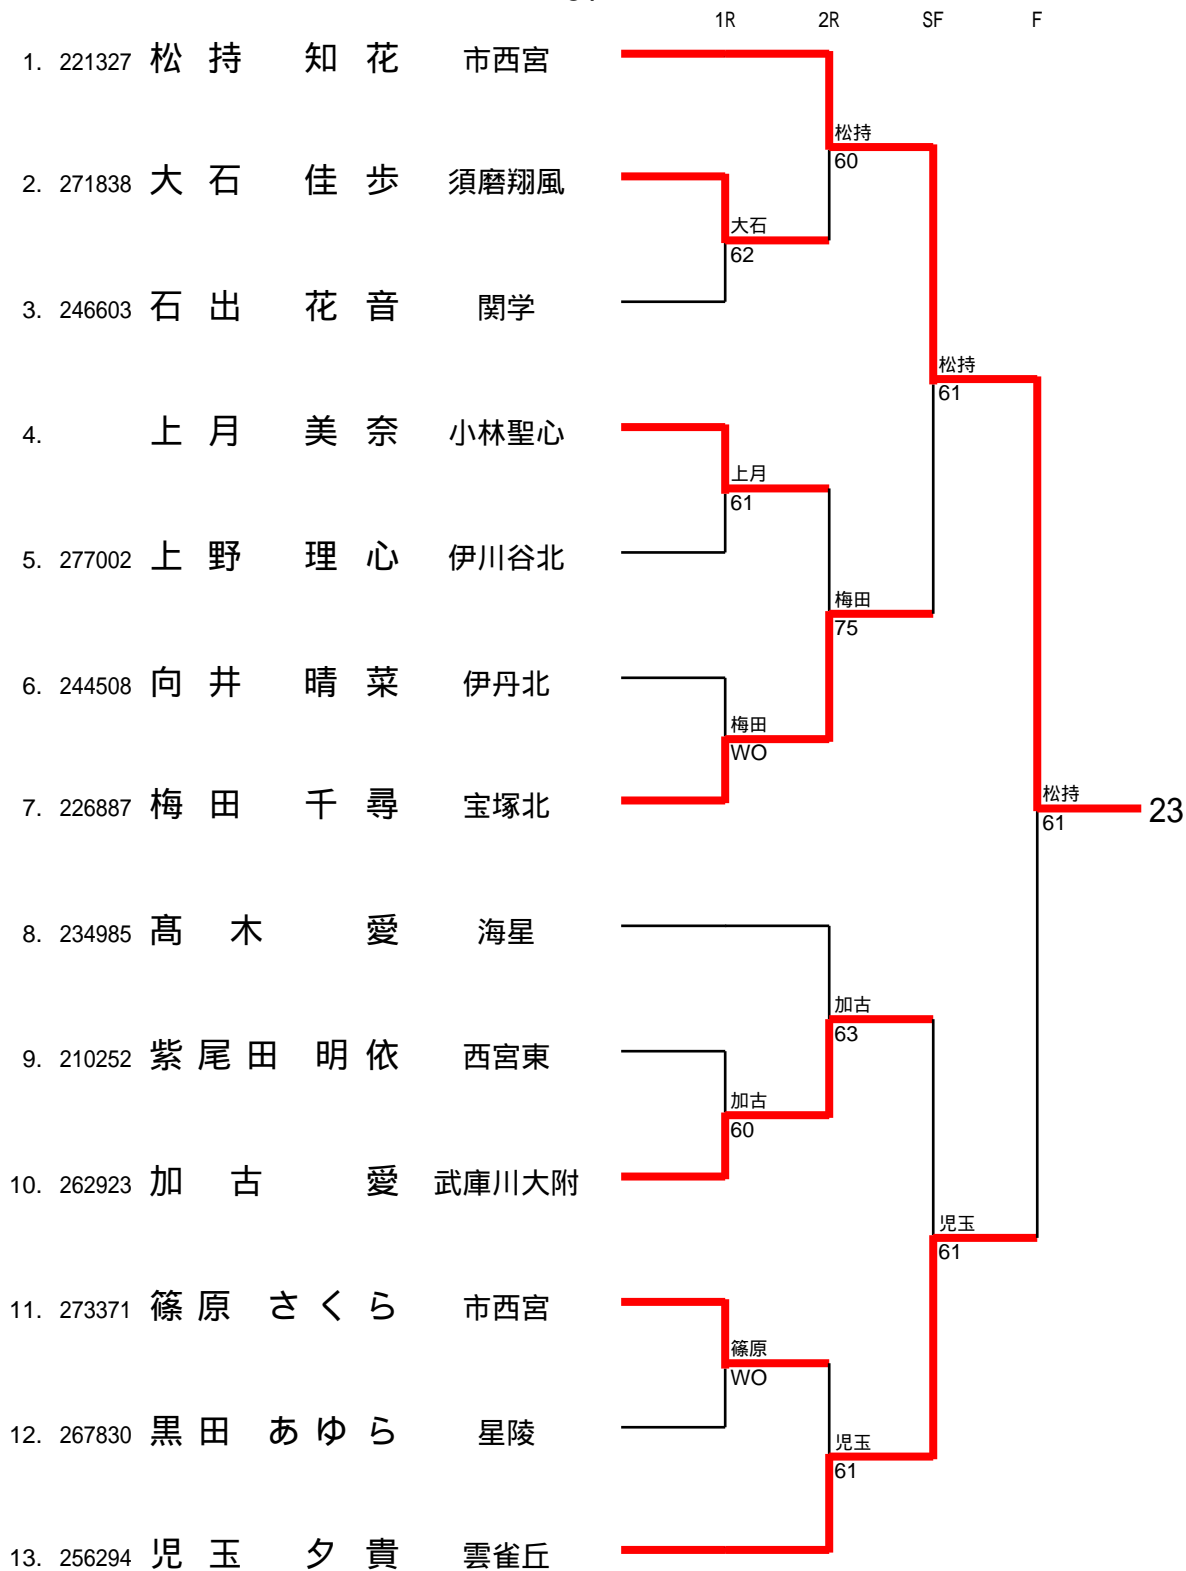 1R 2R SF F
1. 221327 松持 知花 市西宮
松持
60
2. 271838 大石 佳歩 須磨翔風
大石
62
3. 246603 石出 花音 関学
松持
61
4. 上月 美奈 小林聖心
上月
61
5. 277002 上野 理心 伊川谷北
梅田
75
6. 244508 向井 晴菜 伊丹北
梅田
WO
7. 226887 梅田 千尋 宝塚北
松持
61
23
8. 234985 髙木 愛 海星
加古
63
9. 210252 紫尾田 明依 西宮東
加古
60
10. 262923 加古 愛 武庫川大附
児玉
61
11. 273371 篠原 さくら 市西宮
篠原
WO
12. 267830 黒田 あゆら 星陵
児玉
61
13. 256294 児玉 夕貴 雲雀丘